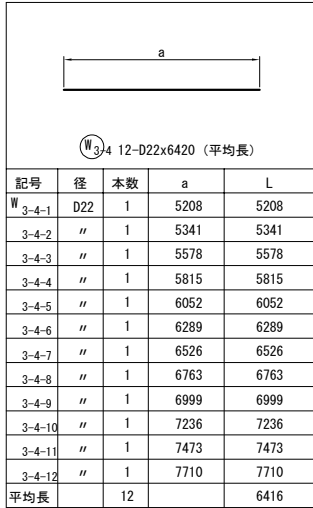 a
W3-4 12-D22x6420 (平均長)
記号 径 本数 a L
W3-4-1 D22 1 5208 5208
3-4-2 〃 1 5341 5341
3-4-3 〃 1 5578 5578
3-4-4 〃 1 5815 5815
3-4-5 〃 1 6052 6052
3-4-6 〃 1 6289 6289
3-4-7 〃 1 6526 6526
3-4-8 〃 1 6763 6763
3-4-9 〃 1 6999 6999
3-4-10 〃 1 7236 7236
3-4-11 〃 1 7473 7473
3-4-12 〃 1 7710 7710
平均長 12 6416